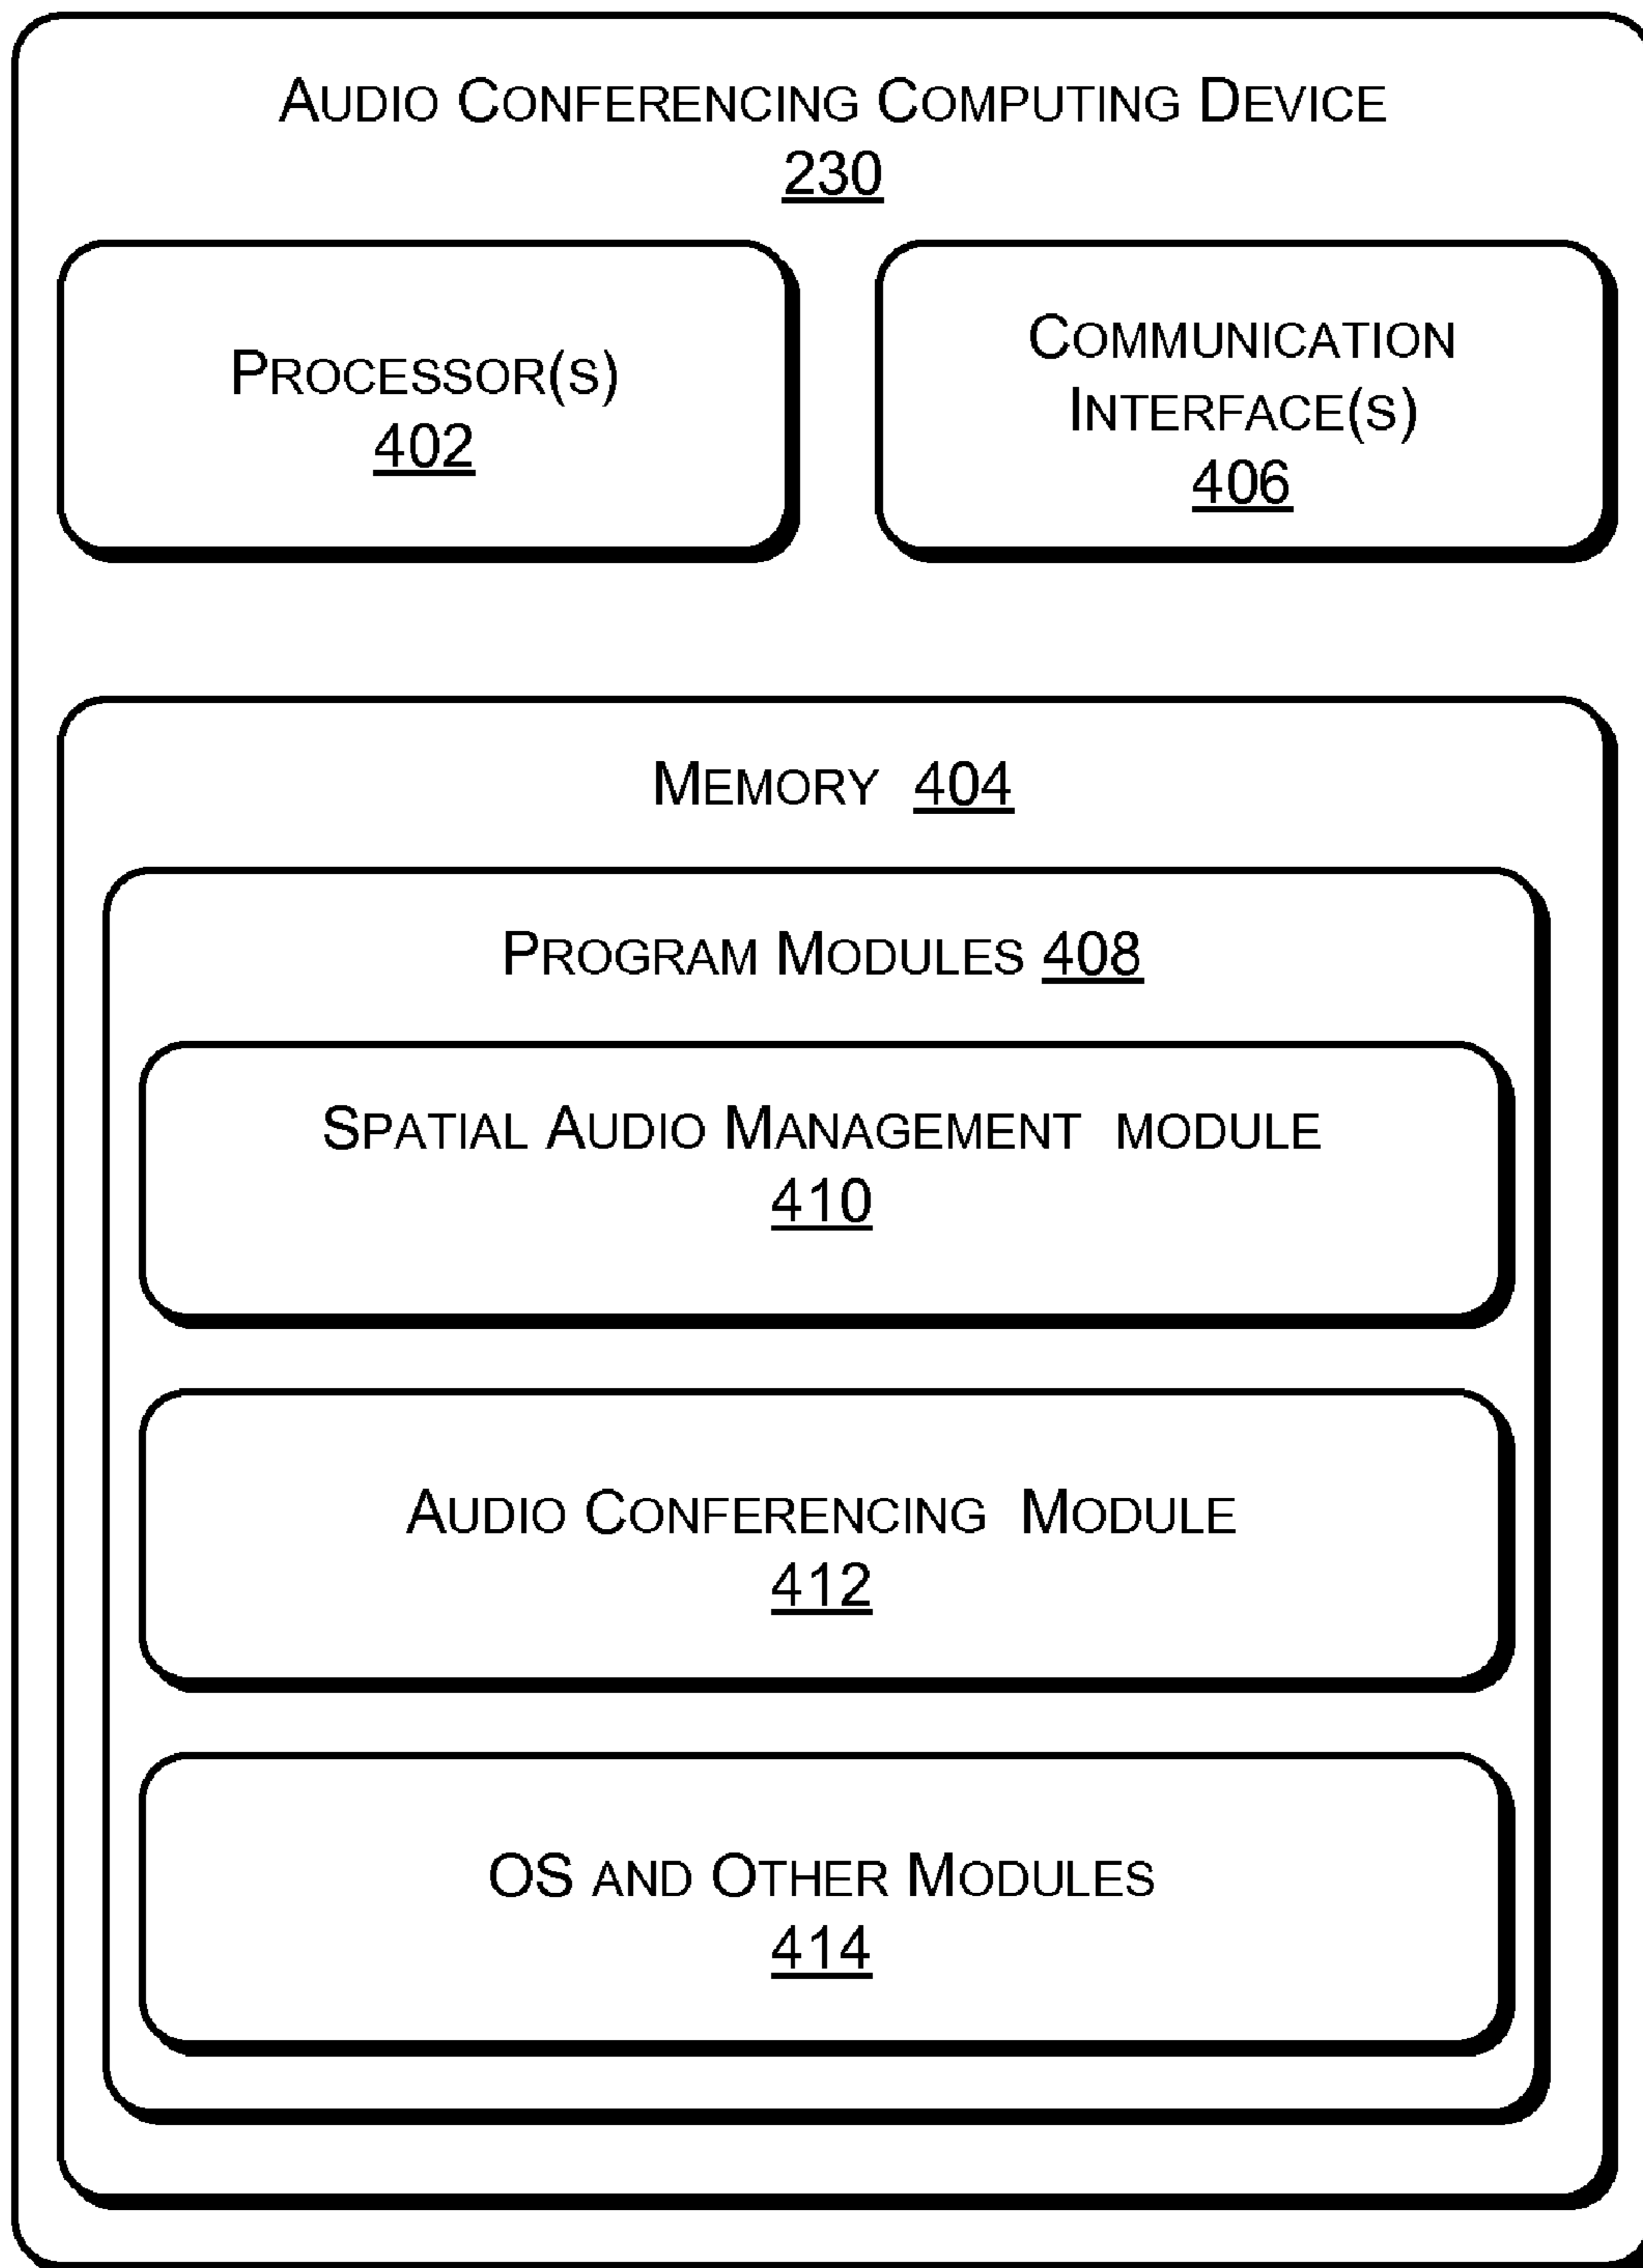 AUDIO CONFERENCING COMPUTING DEVICE
230
PROCESSOR(S)
402
COMMUNICATION
INTERFACE(S)
406
MEMORY 404
PROGRAM MODULES 408
SPATIAL AUDIO MANAGEMENT MODULE
410
AUDIO CONFERENCING MODULE
412
OS AND OTHER MODULES
414